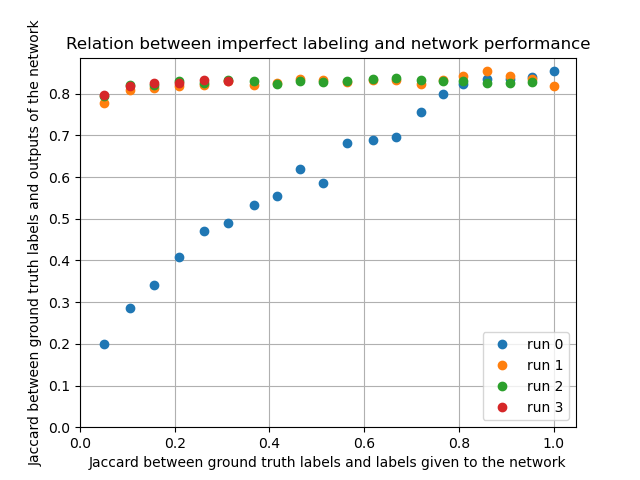 Relation between imperfect labeling and network performance
Jaccard between ground truth labels and outputs of the network
0.8
0.7
0.6
0.5
0.4
0.3
0.2
0.1
0.0
run 0
run 1
run 2
run 3
0.0 0.2 0.4 0.6 0.8 1.0
Jaccard between ground truth labels and labels given to the network